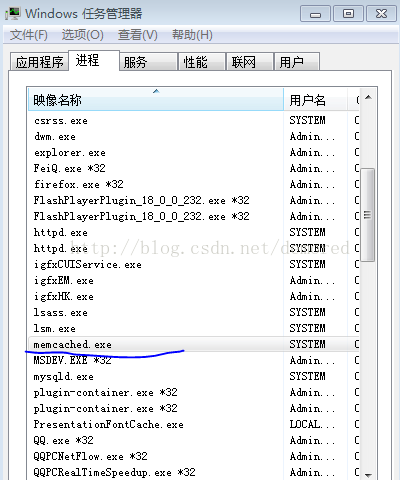 Windows 任务管理器
文件(F) 选项(O) 查看(V) 帮助(H)
应用程序 进程 服务 性能 联网 用户
映像名称 用户名
csrss.exe SYSTEM
dwm.exe Admin...
explorer.exe Admin...
FeiQ.exe *32 Admin...
firefox.exe *32 Admin...
FlashPlayerPlugin_18_0_0_232.exe *32 Admin...
FlashPlayerPlugin_18_0_0_232.exe *32 Admin...
httpd.exe SYSTEM
httpd.exe SYSTEM
igfxCUIService.exe SYSTEM
igfxEM.exe Admin...
igfxHK.exe Admin...
lsass.exe SYSTEM
lsm.exe SYSTEM
memcached.exe SYSTEM
MSDEV.EXE *32 Admin...
mysqld.exe SYSTEM
plugin-container.exe *32 Admin...
plugin-container.exe *32 Admin...
PresentationFontCache.exe LOCAL...
QQ.exe *32 Admin...
QQPCNetFlow.exe *32 Admin...
QQPCRealTimeSpeedup.exe *32 Admin...